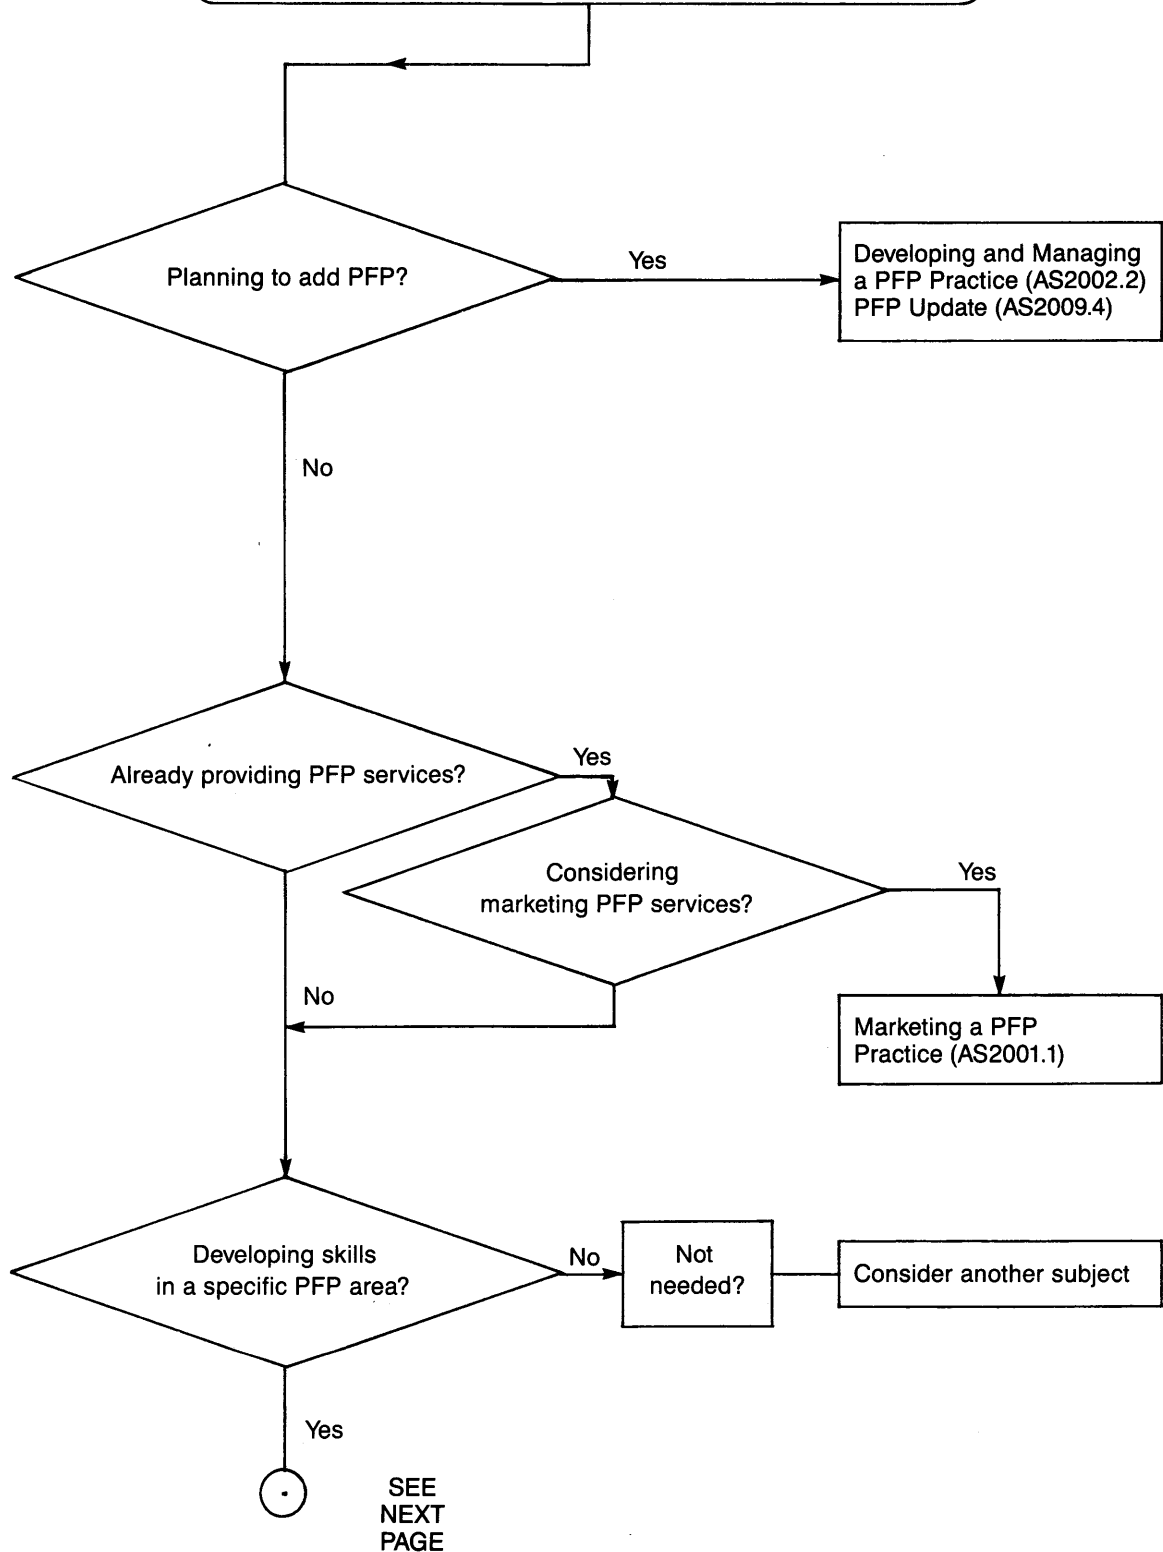 Planning to add PFP?
Yes
Developing and Managing
a PFP Practice (AS2002.2)
PFP Update (AS2009.4)
No
Already providing PFP services?
Yes
Considering
marketing PFP services?
Yes
No
Marketing a PFP
Practice (AS2001.1)
Developing skills
in a specific PFP area?
No
Not
needed?
Consider another subject
Yes
SEE
NEXT
PAGE